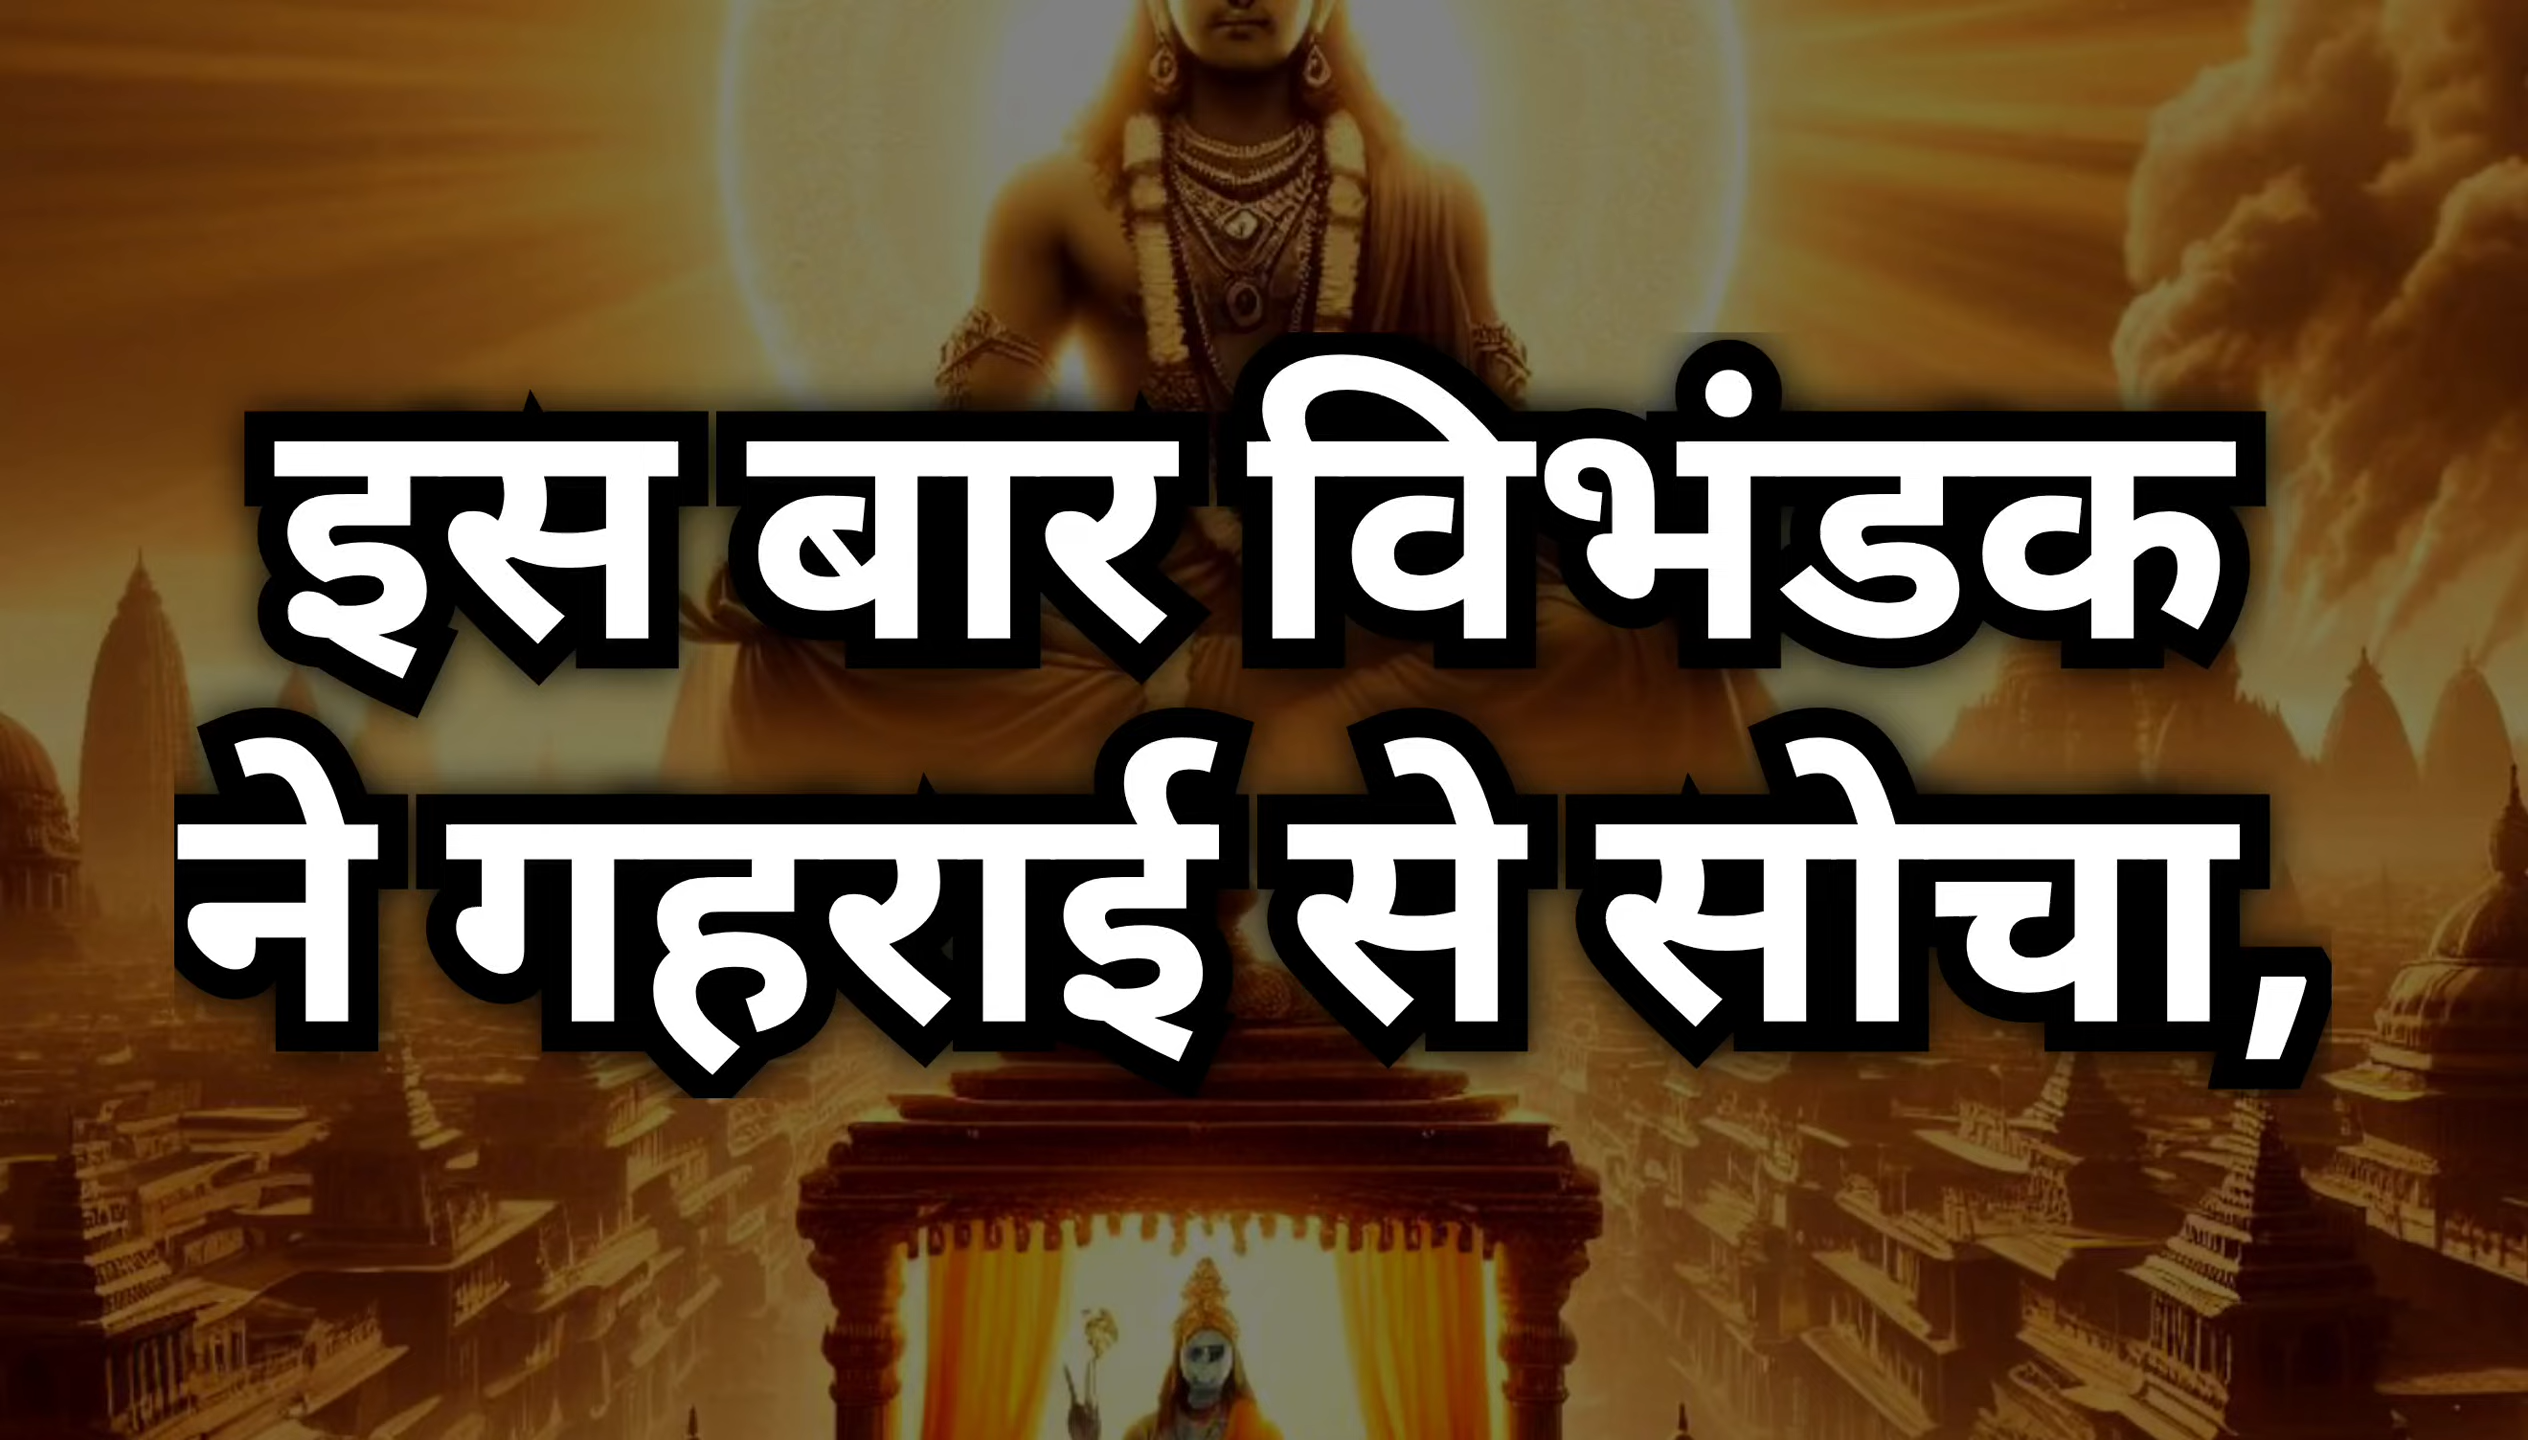 इस बार विभंडक
ने गहराई से सोचा,